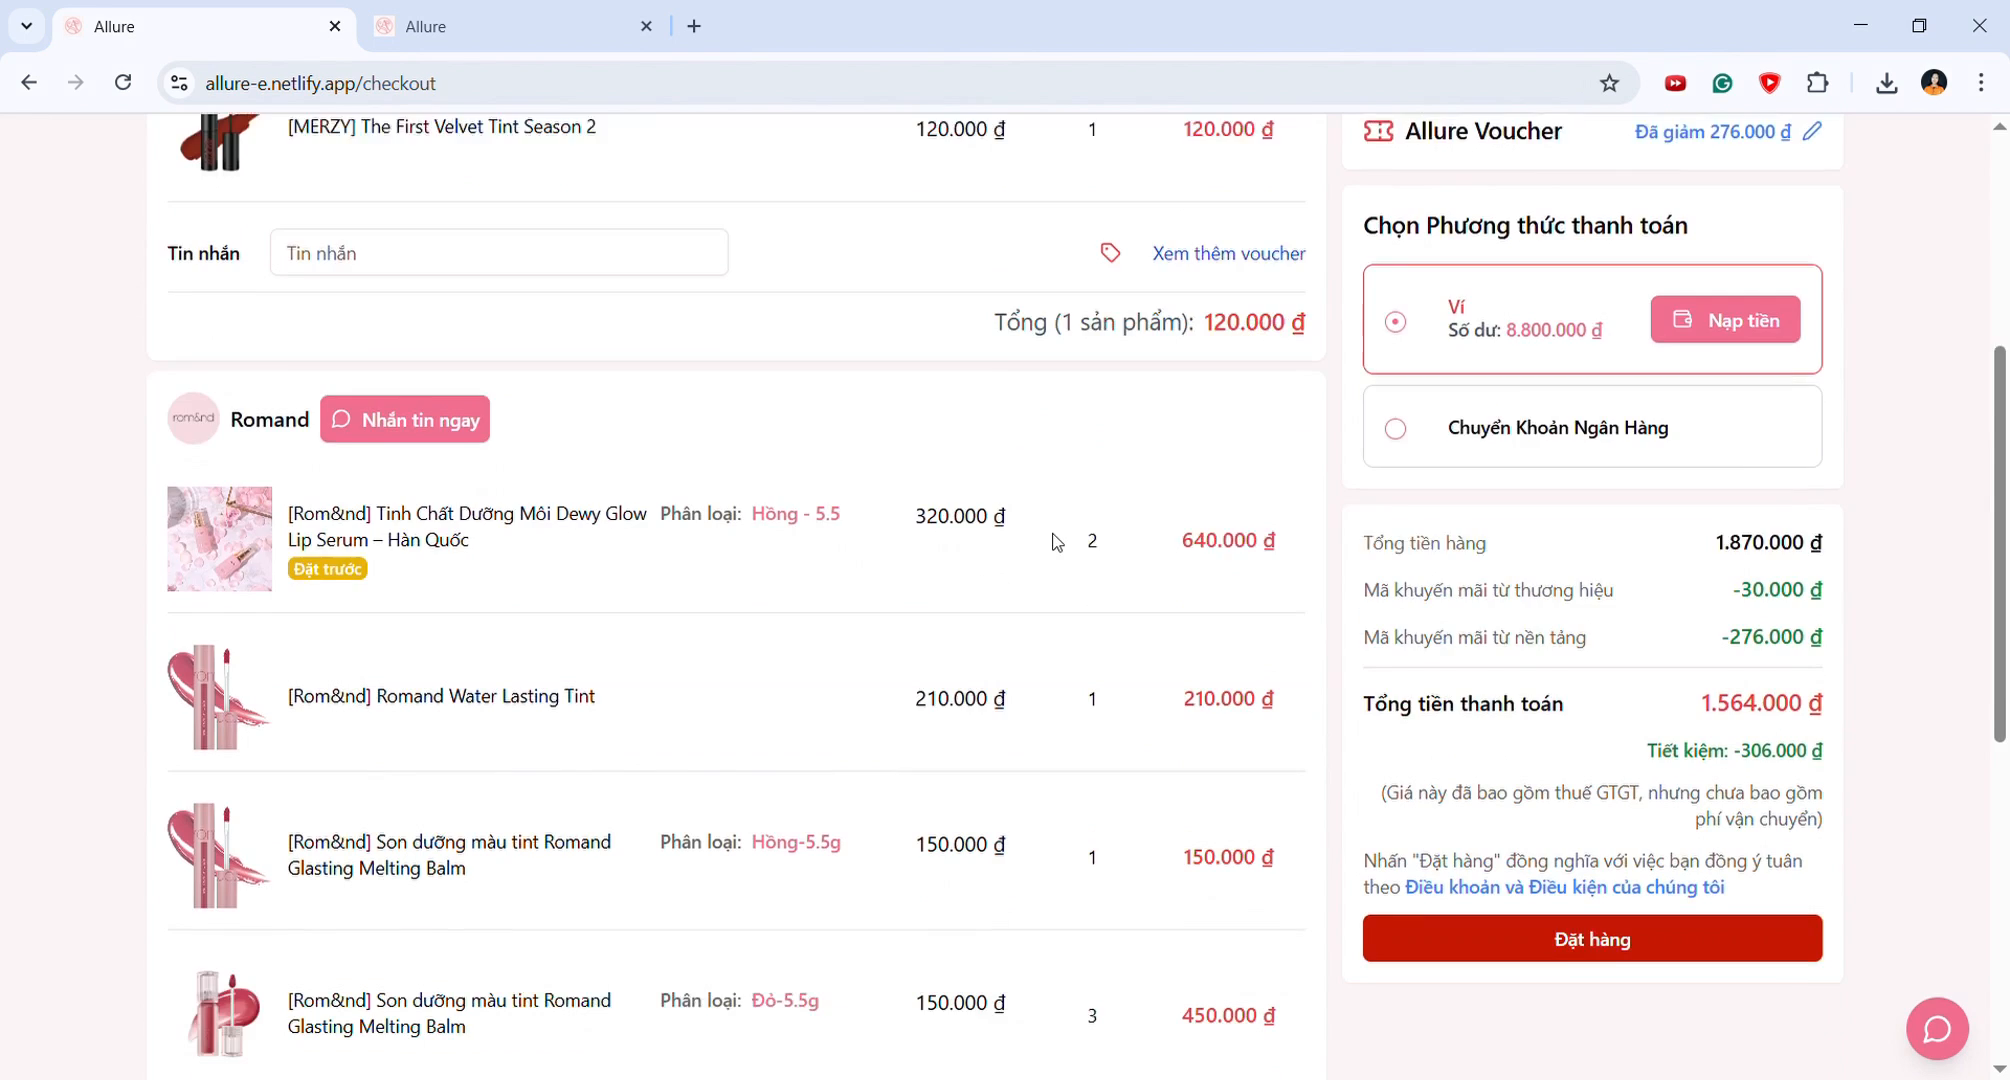 Allure
Allure
allure-e.netlify.app/checkout
[MERZY] The First Velvet Tint Season 2
120.000 ₫
1
120.000 ₫
Tin nhắn
Tin nhắn
Xem thêm voucher
Tổng (1 sản phẩm): 120.000 ₫
rom&nd
Romand
Nhắn tin ngay
[Rom&nd] Tinh Chất Dưỡng Môi Dewy Glow
Lip Serum – Hàn Quốc
Đặt trước
Phân loại: Hồng - 5.5
320.000 ₫
2
640.000 ₫
[Rom&nd] Romand Water Lasting Tint
210.000 ₫
1
210.000 ₫
[Rom&nd] Son dưỡng màu tint Romand
Glasting Melting Balm
Phân loại: Hồng-5.5g
150.000 ₫
1
150.000 ₫
[Rom&nd] Son dưỡng màu tint Romand
Glasting Melting Balm
Phân loại: Đỏ-5.5g
150.000 ₫
3
450.000 ₫
Allure Voucher
Đã giảm 276.000 ₫
Chọn Phương thức thanh toán
Ví
Số dư: 8.800.000 ₫
Nạp tiền
Chuyển Khoản Ngân Hàng
Tổng tiền hàng 1.870.000 ₫
Mã khuyến mãi từ thương hiệu -30.000 ₫
Mã khuyến mãi từ nền tảng -276.000 ₫
Tổng tiền thanh toán 1.564.000 ₫
Tiết kiệm: -306.000 ₫
(Giá này đã bao gồm thuế GTGT, nhưng chưa bao gồm
phí vận chuyển)
Nhấn "Đặt hàng" đồng nghĩa với việc bạn đồng ý tuân
theo Điều khoản và Điều kiện của chúng tôi
Đặt hàng